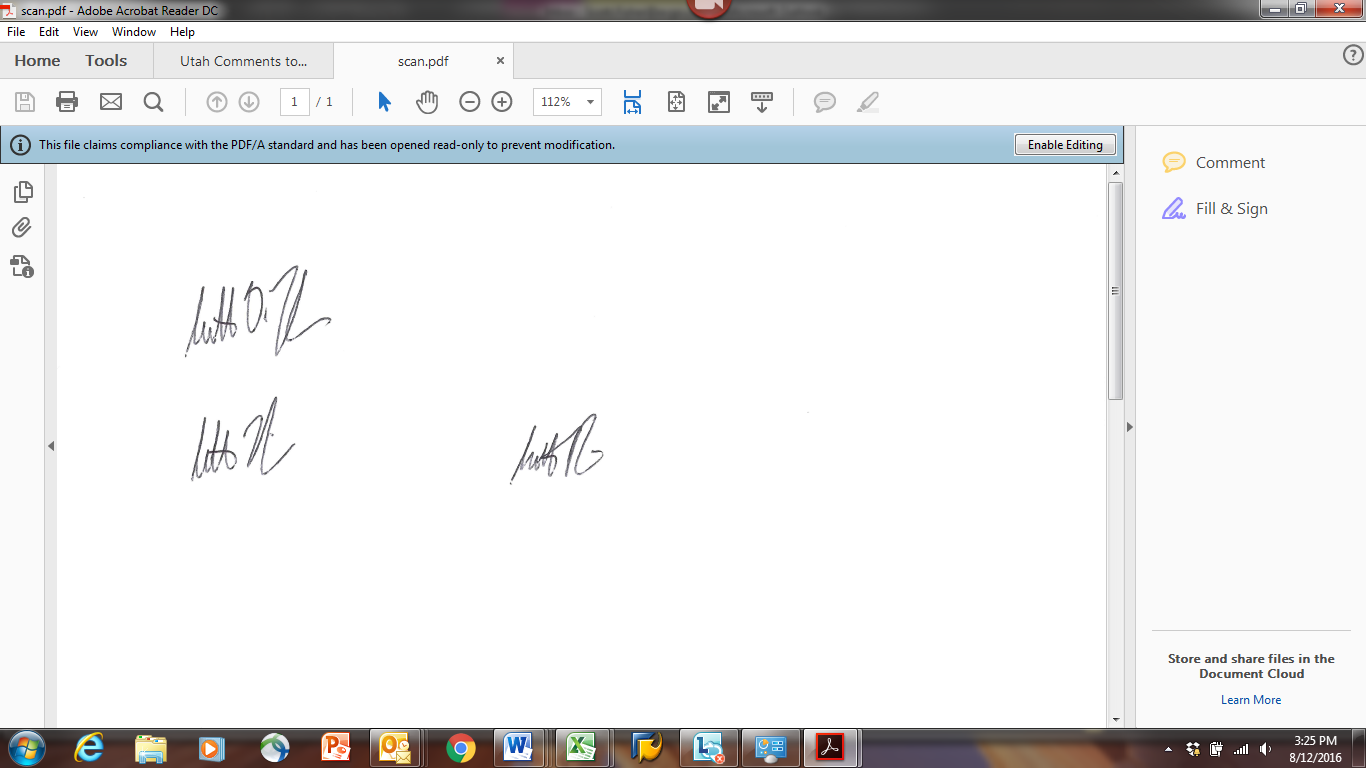 scan.pdf - Adobe Acrobat Reader DC
File Edit View Window Help
Home Tools Utah Comments to... scan.pdf ×
1 / 1 112%
This file claims compliance with the PDF/A standard and has been opened read-only to prevent modification. Enable Editing
Comment
Fill & Sign
Store and share files in the
Document Cloud
Learn More
3:25 PM
8/12/2016